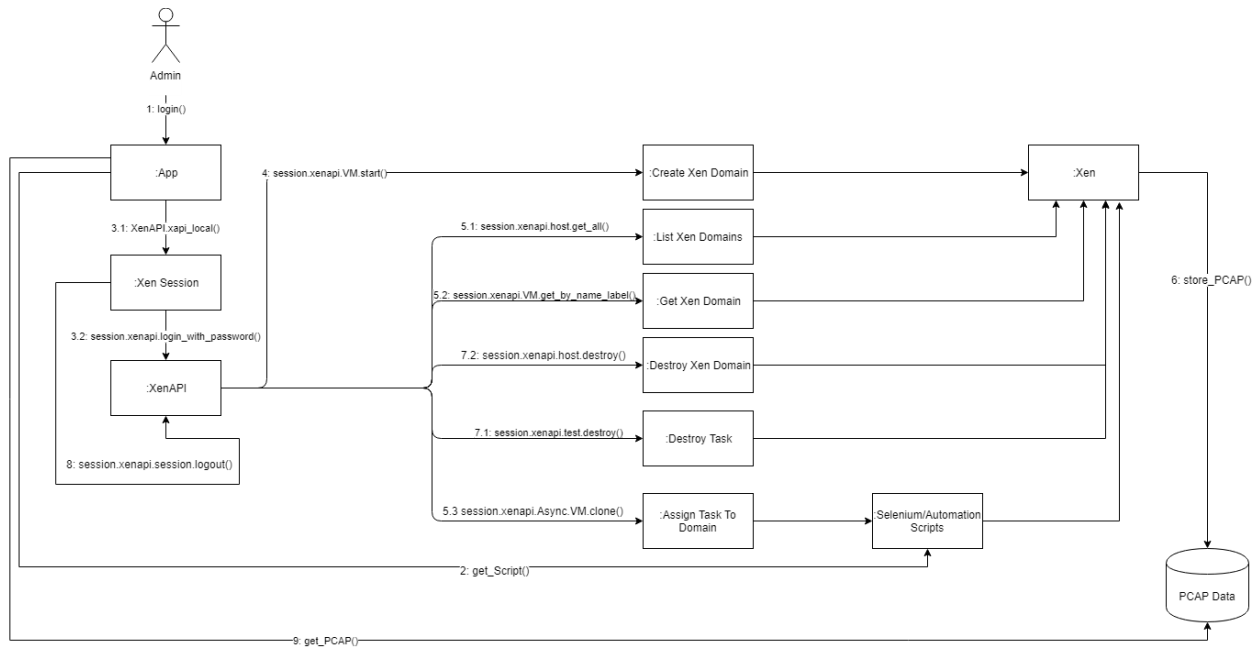 Admin
1: login()
:App
4: session.xenapi.VM.start()
:Create Xen Domain
:Xen
3.1: XenAPI.xapi_local()
5.1: session.xenapi.host.get_all()
:List Xen Domains
:Xen Session
5.2: session.xenapi.VM.get_by_name_label()
:Get Xen Domain
6: store_PCAP()
3.2: session.xenapi.login_with_password()
7.2: session.xenapi.host.destroy()
:Destroy Xen Domain
:XenAPI
7.1: session.xenapi.test.destroy()
:Destroy Task
8: session.xenapi.session.logout()
5.3 session.xenapi.Async.VM.clone()
:Assign Task To
Domain
:Selenium/Automation
Scripts
2: get_Script()
PCAP Data
9: get_PCAP()